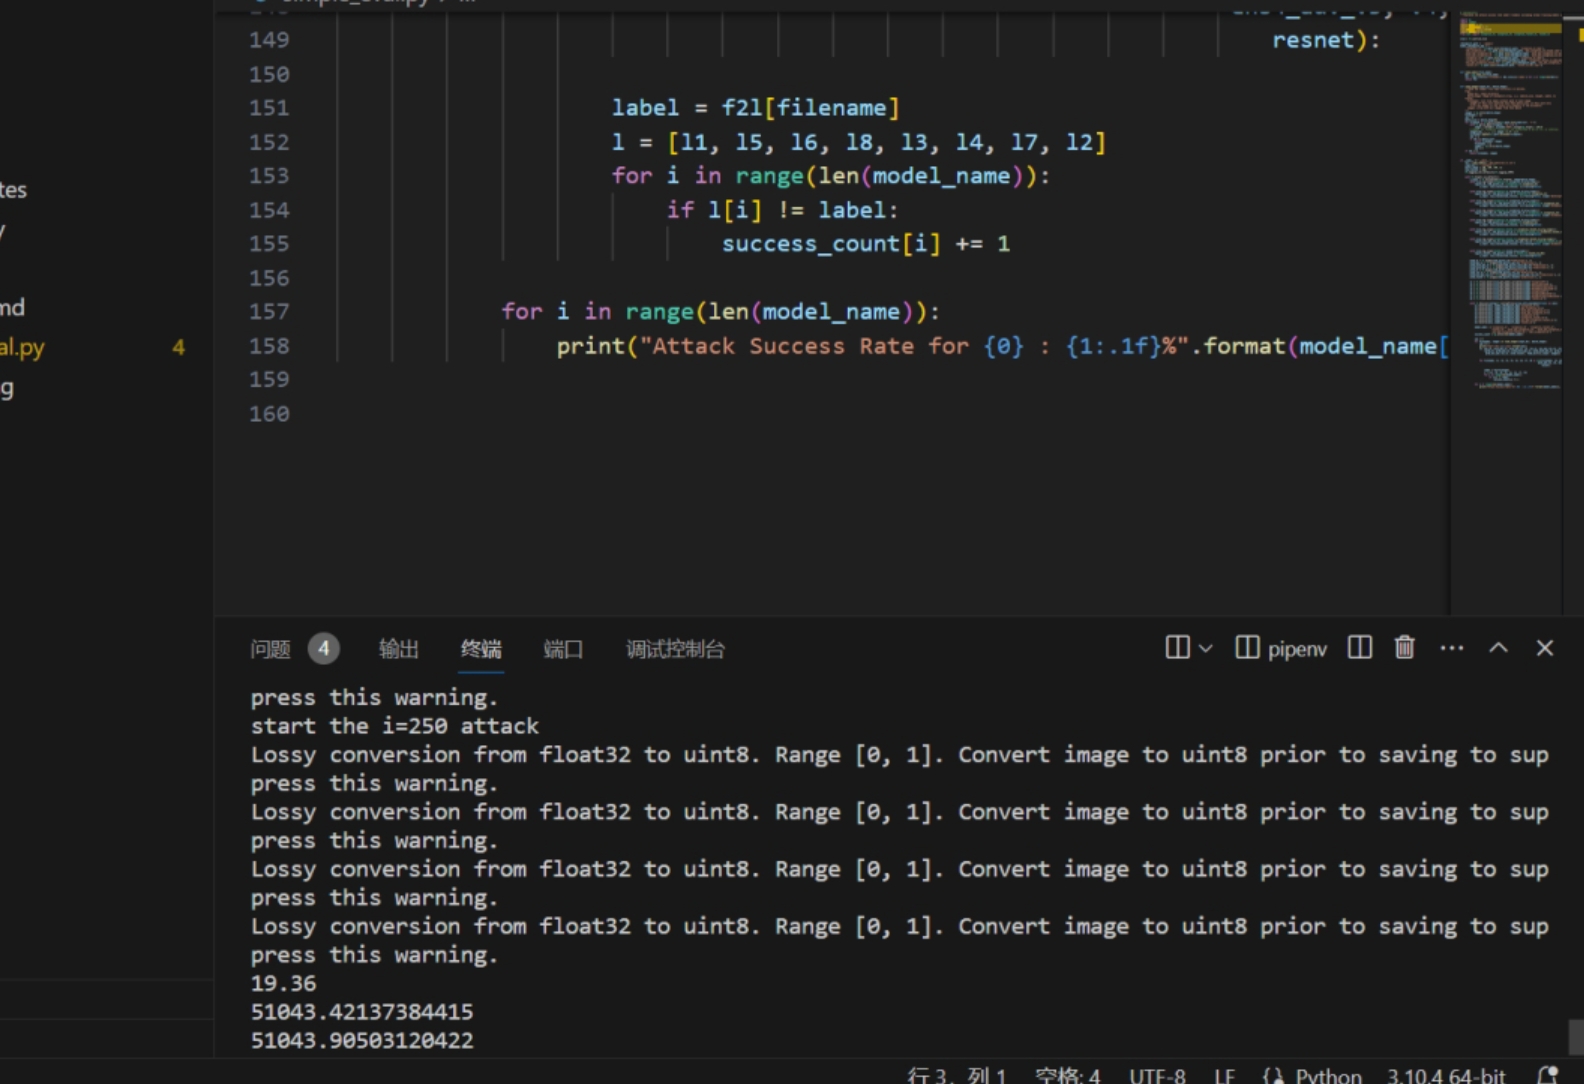 149 resnet):
150
151 label = f2l[filename]
152 l = [l1, l5, l6, l8, l3, l4, l7, l2]
153 for i in range(len(model_name)):
154 if l[i] != label:
155 success_count[i] += 1
156
157 for i in range(len(model_name)):
158 print("Attack Success Rate for {0} : {1:.1f}%".format(model_name[
159
160
tes
y
md
al.py 4
g
问题 4 输出 终端 端口 调试控制台 pipenv
press this warning.
start the i=250 attack
Lossy conversion from float32 to uint8. Range [0, 1]. Convert image to uint8 prior to saving to sup
press this warning.
Lossy conversion from float32 to uint8. Range [0, 1]. Convert image to uint8 prior to saving to sup
press this warning.
Lossy conversion from float32 to uint8. Range [0, 1]. Convert image to uint8 prior to saving to sup
press this warning.
Lossy conversion from float32 to uint8. Range [0, 1]. Convert image to uint8 prior to saving to sup
press this warning.
19.36
51043.42137384415
51043.90503120422
行 3, 列 1 空格: 4 UTF-8 LF Python 3.10.4 64-bit